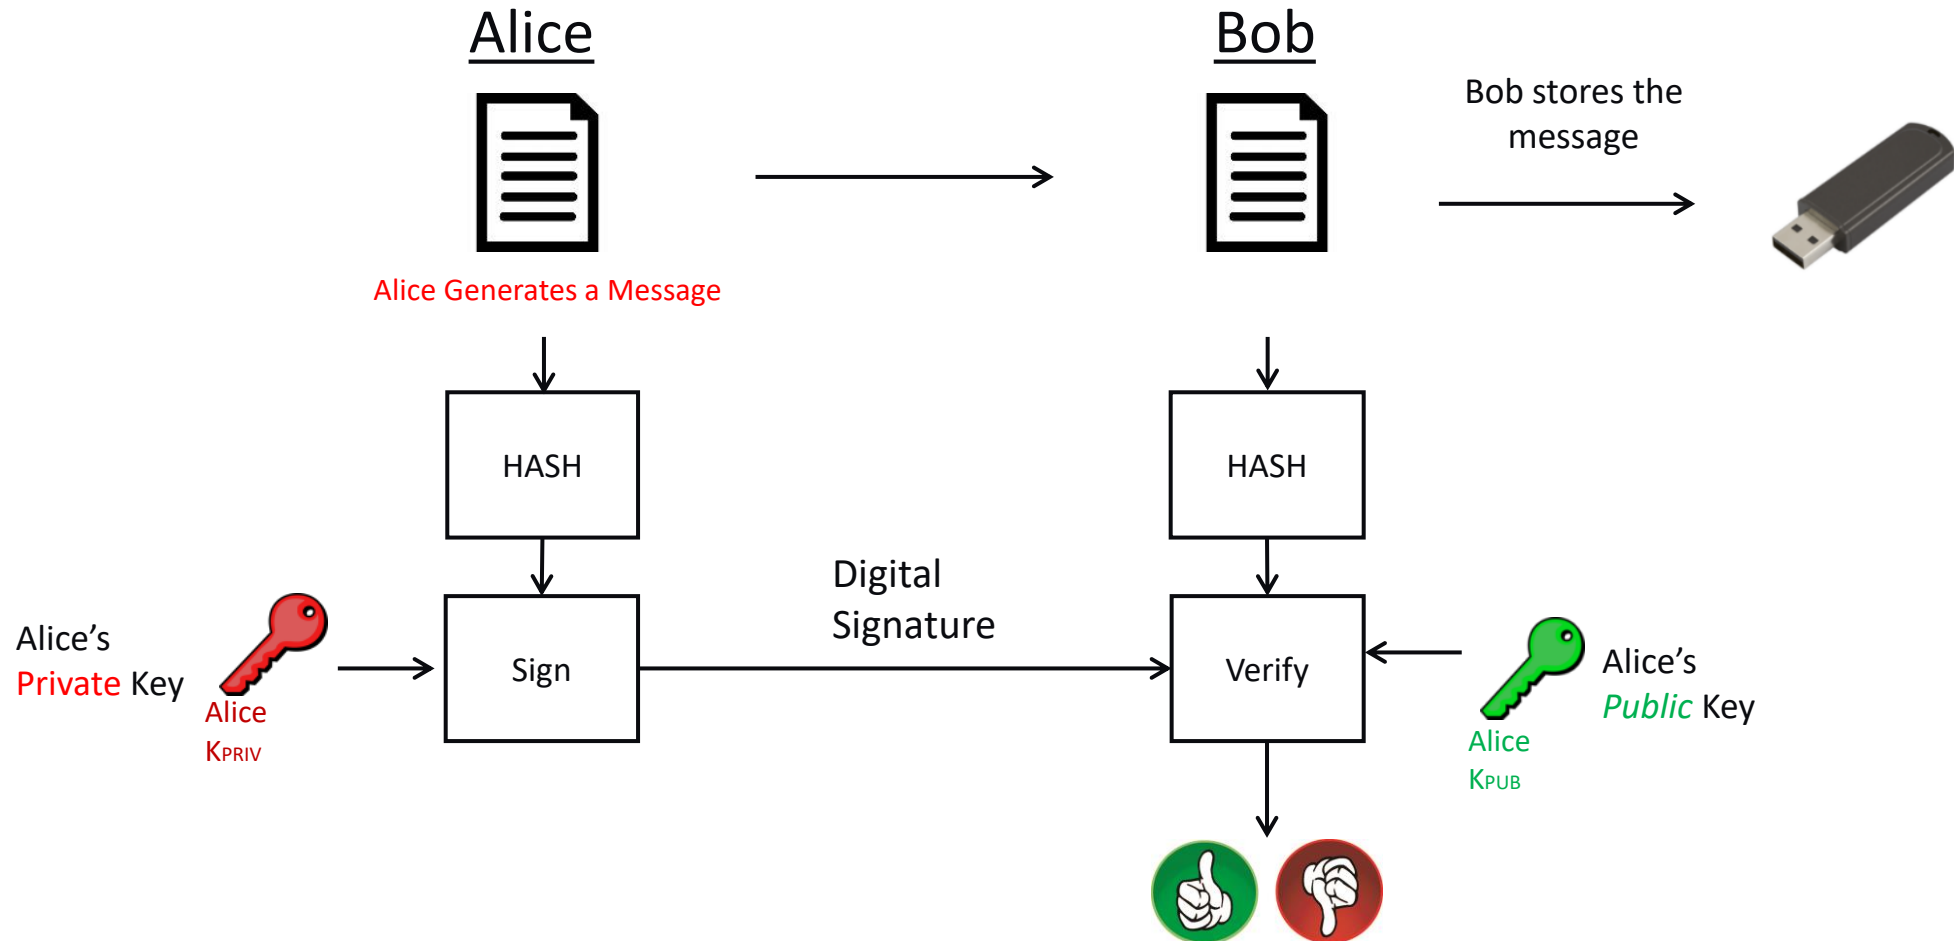 Alice
Bob
Bob stores the
message
Alice Generates a Message
HASH
HASH
Digital
Signature
Alice’s
Private Key
Alice
KPRIV
Sign
Verify
Alice’s
Public Key
Alice
KPUB